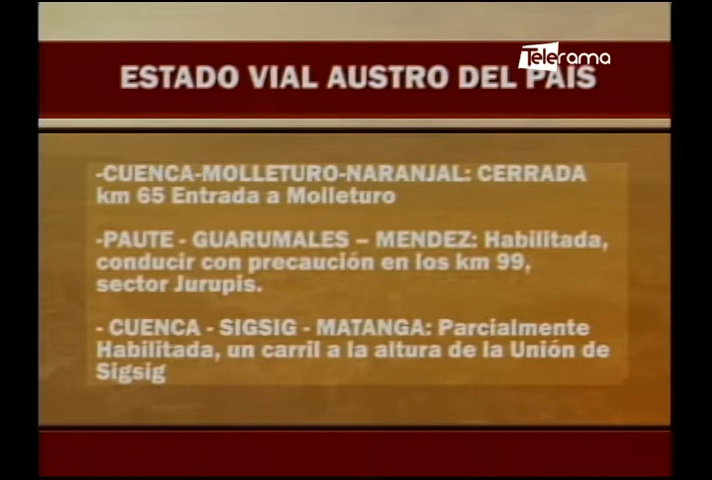 Telerama
ESTADO VIAL AUSTRO DEL PAÍS
-CUENCA-MOLLETURO-NARANJAL: CERRADA
km 65 Entrada a Molleturo
-PAUTE - GUARUMALES – MENDEZ: Habilitada,
conducir con precaución en los km 99,
sector Jurupis.
- CUENCA - SIGSIG - MATANGA: Parcialmente
Habilitada, un carril a la altura de la Unión de
Sigsig